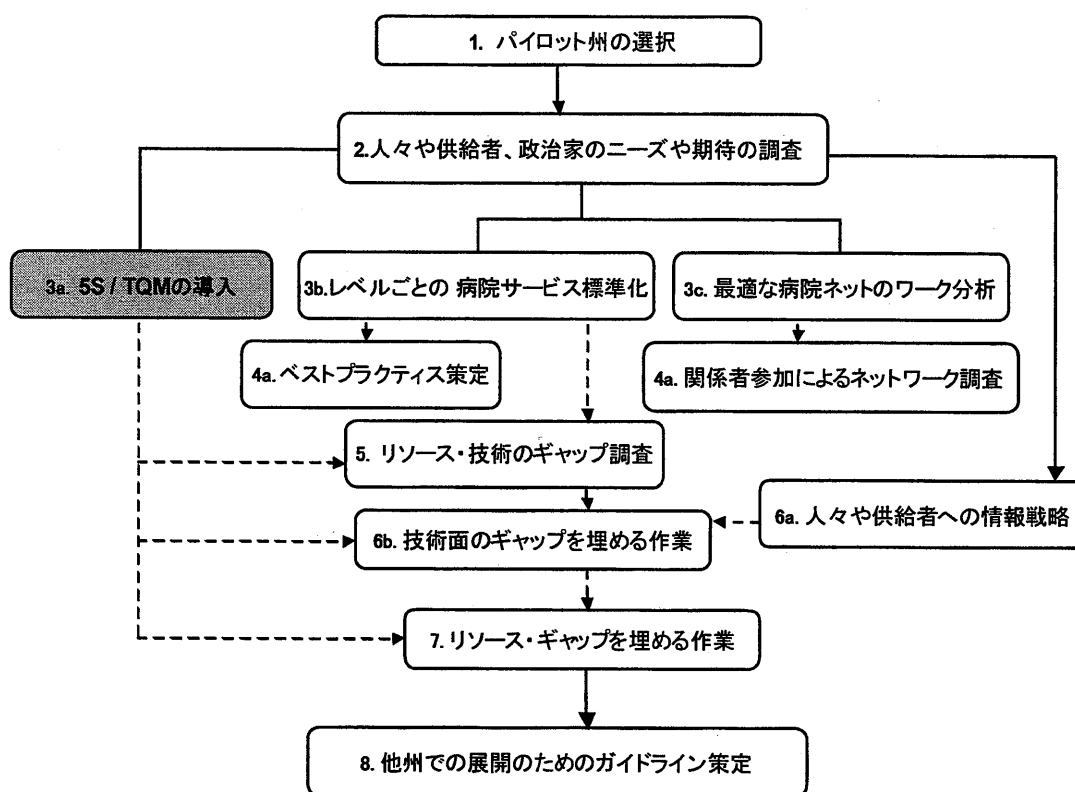 1. パイロット州の選択
2.人々や供給者、政治家のニーズや期待の調査
3a. 5S / TQMの導入
3b.レベルごとの 病院サービス標準化
3c. 最適な病院ネットのワーク分析
4a.ベストプラクティス策定
4a. 関係者参加によるネットワーク調査
5. リソース・技術のギャップ調査
6a. 人々や供給者への情報戦略
6b. 技術面のギャップを埋める作業
7. リソース・ギャップを埋める作業
8. 他州での展開のためのガイドライン策定